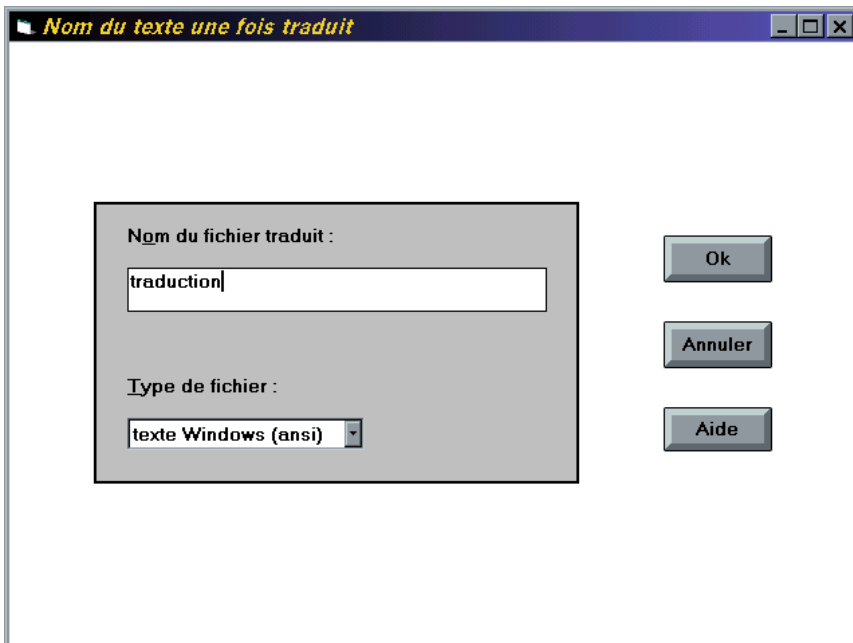 Nom du texte une fois traduit
Nom du fichier traduit :
traduction
Type de fichier :
texte Windows (ansi)
Ok
Annuler
Aide